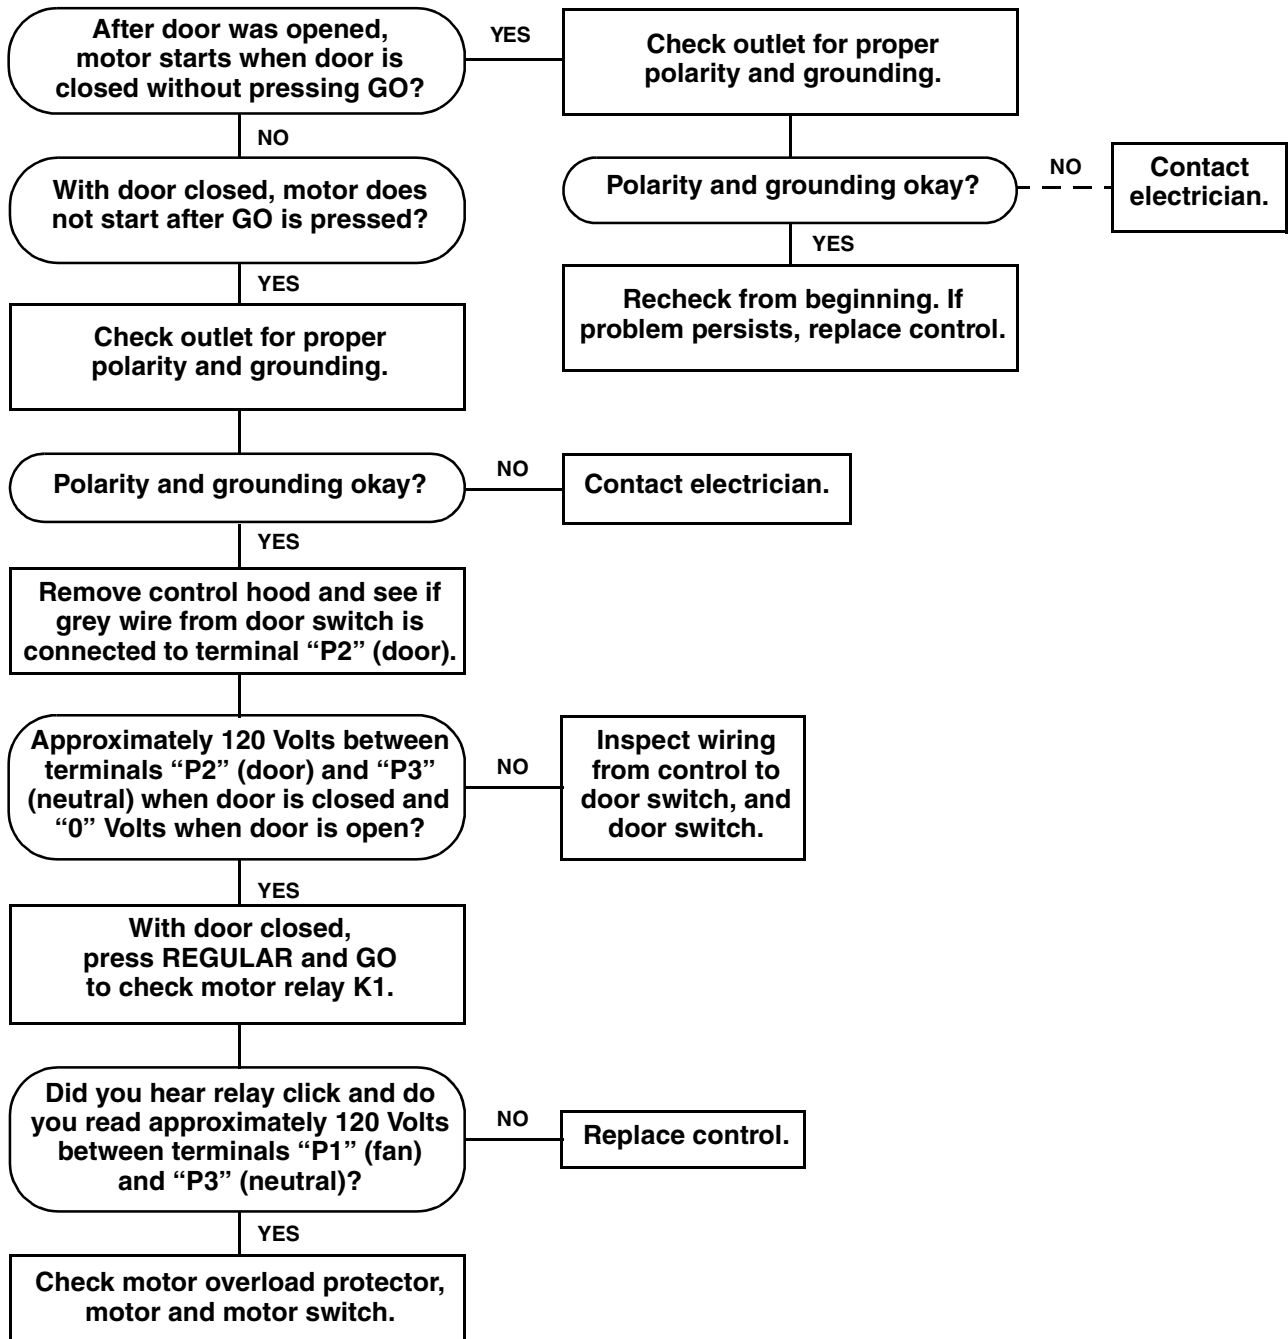 After door was opened,
motor starts when door is
closed without pressing GO?
YES
Check outlet for proper
polarity and grounding.
NO
Polarity and grounding okay?
NO
Contact
electrician.
YES
Recheck from beginning. If
problem persists, replace control.
With door closed, motor does
not start after GO is pressed?
YES
Check outlet for proper
polarity and grounding.
Polarity and grounding okay?
NO
Contact electrician.
YES
Remove control hood and see if
grey wire from door switch is
connected to terminal “P2” (door).
Approximately 120 Volts between
terminals “P2” (door) and “P3”
(neutral) when door is closed and
“0” Volts when door is open?
NO
Inspect wiring
from control to
door switch, and
door switch.
YES
With door closed,
press REGULAR and GO
to check motor relay K1.
Did you hear relay click and do
you read approximately 120 Volts
between terminals “P1” (fan)
and “P3” (neutral)?
NO
Replace control.
YES
Check motor overload protector,
motor and motor switch.